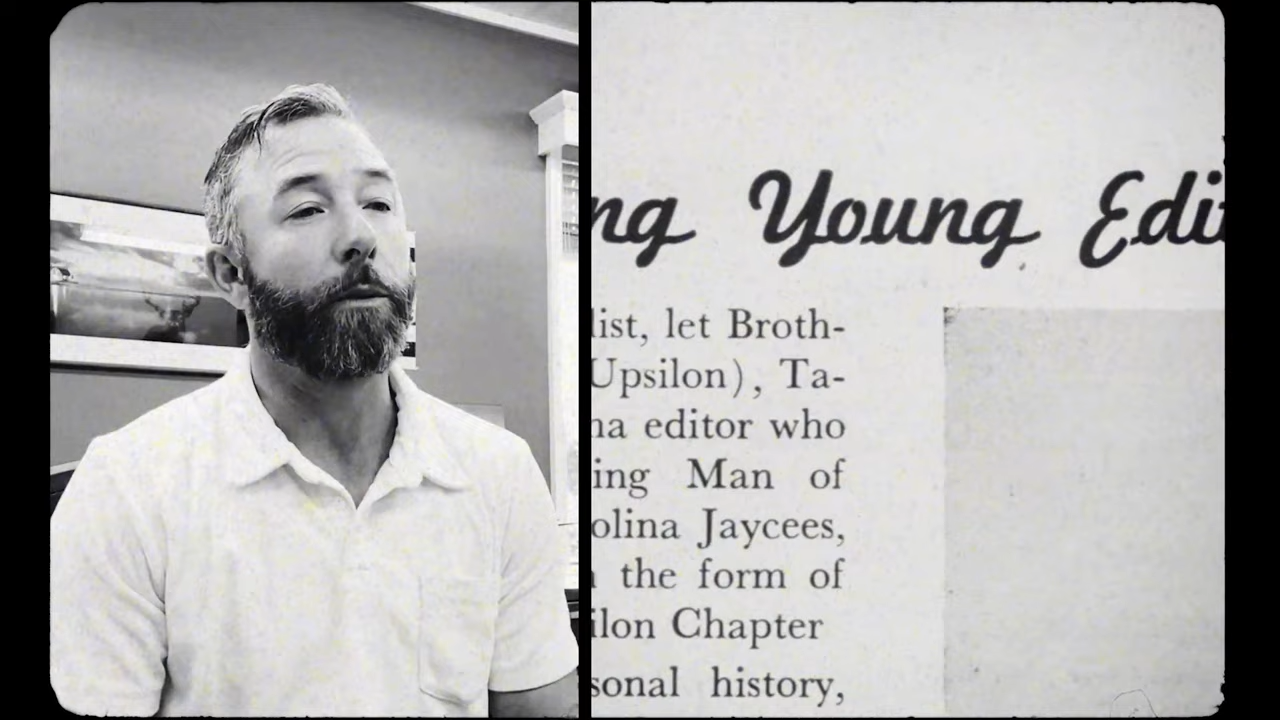 ng Young Edit
list, let Broth-
Upsilon), Ta-
na editor who
ing Man of
olina Jaycees,
the form of
ilon Chapter
sonal history,